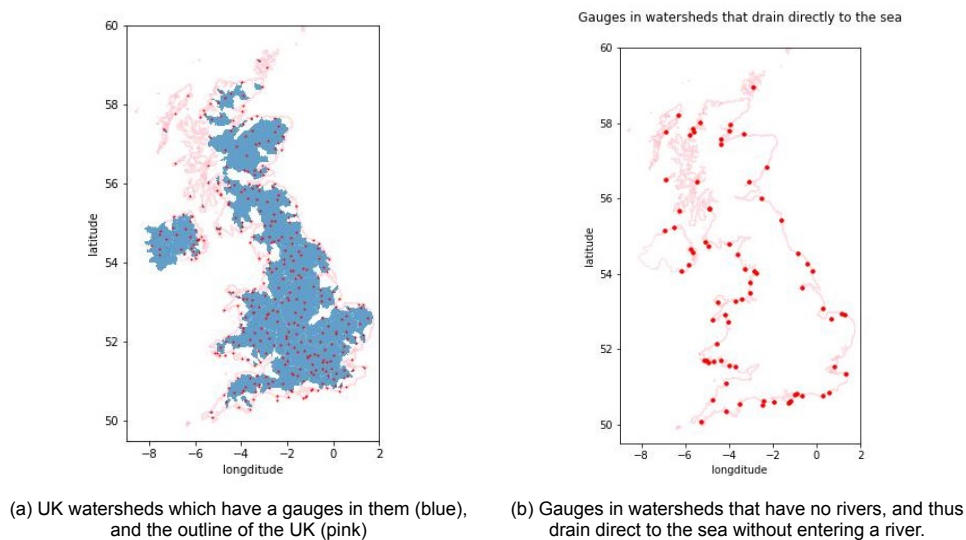 60
58
56
54
52
50
latitude
−8
−6
−4
−2
0
2
longditude
(a) UK watersheds which have a gauges in them (blue),
and the outline of the UK (pink)
Gauges in watersheds that drain directly to the sea
60
58
56
54
52
50
latitude
−8
−6
−4
−2
0
2
longditude
(b) Gauges in watersheds that have no rivers, and thus
drain direct to the sea without entering a river.